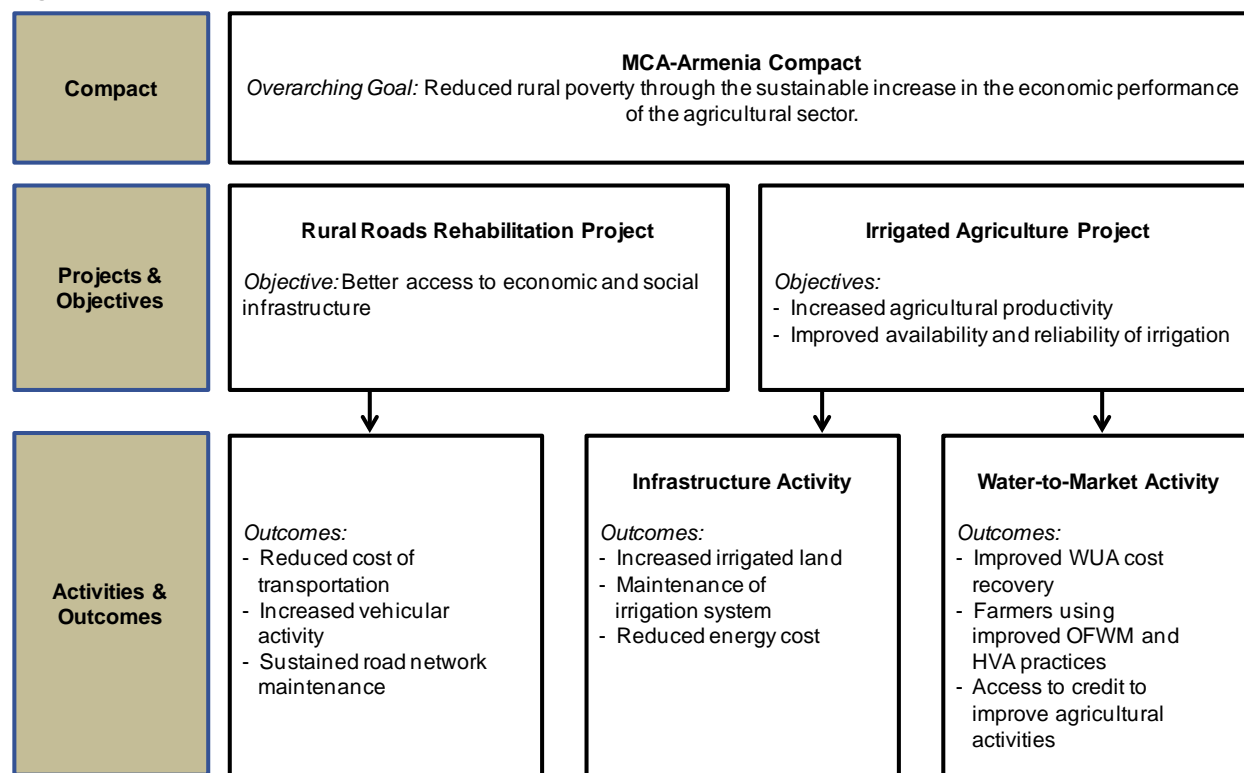 Compact
MCA-Armenia Compact
Overarching Goal: Reduced rural poverty through the sustainable increase in the economic performance
of the agricultural sector.
Projects &
Objectives
Rural Roads Rehabilitation Project
Objective: Better access to economic and social
infrastructure
Irrigated Agriculture Project
Objectives:
- Increased agricultural productivity
- Improved availability and reliability of irrigation
Activities &
Outcomes
Outcomes:
- Reduced cost of
transportation
- Increased vehicular
activity
- Sustained road network
maintenance
Infrastructure Activity
Outcomes:
- Increased irrigated land
- Maintenance of
irrigation system
- Reduced energy cost
Water-to-Market Activity
Outcomes:
- Improved WUA cost
recovery
- Farmers using
improved OFWM and
HVA practices
- Access to credit to
improve agricultural
activities